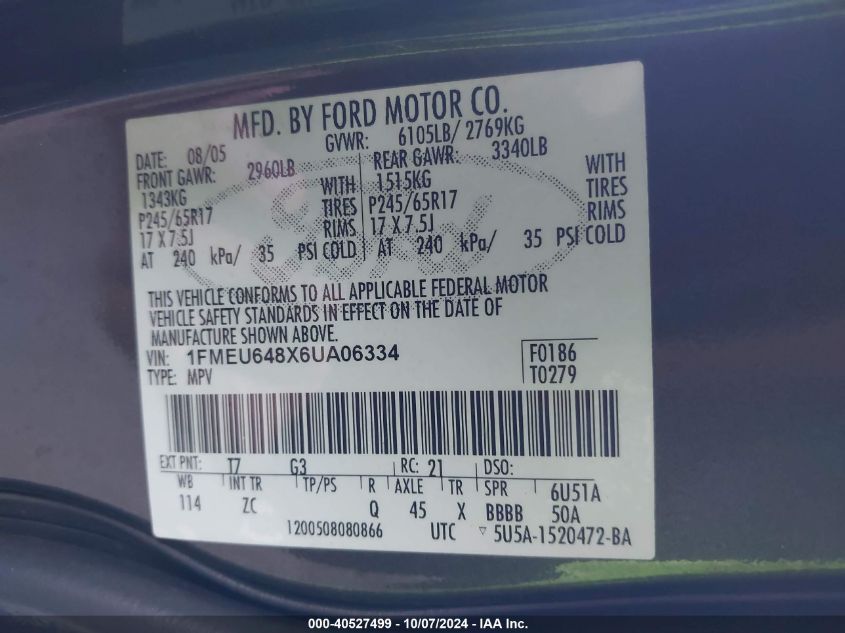 MFD. BY FORD MOTOR CO.
DATE: 08/05 GVWR: 6105LB/ 2769KG
FRONT GAWR: 2960LB REAR GAWR: 3340LB
1343KG WITH 1515KG WITH
P245/65R17 TIRES P245/65R17 TIRES
17 X 7.5J RIMS 17 X 7.5J RIMS
AT 240 kPa/ 35 PSI COLD AT 240 kPa/ 35 PSI COLD
THIS VEHICLE CONFORMS TO ALL APPLICABLE FEDERAL MOTOR
VEHICLE SAFETY STANDARDS IN EFFECT ON THE DATE OF
MANUFACTURE SHOWN ABOVE.
VIN: 1FMEU648X6UA06334 F0186
TYPE: MPV T0279
EXT PNT: T7 G3 RC: 21 DSO:
WB INT TR TP/PS R AXLE TR SPR 6U51A
114 ZC Q 45 X BBBB 50A
1200508080866 UTC 5U5A-1520472-BA
000-40527499 - 10/07/2024 - IAA Inc.